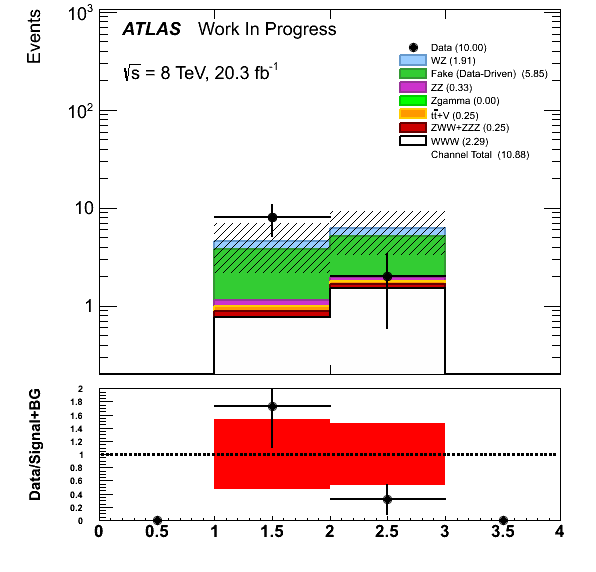 Events
10³
10²
10
1
ATLAS Work In Progress
√s = 8 TeV, 20.3 fb⁻¹
Data (10.00)
WZ (1.91)
Fake (Data-Driven) (5.85)
ZZ (0.33)
Zgamma (0.00)
tt̄+V (0.25)
ZWW+ZZZ (0.25)
WWW (2.29)
Channel Total (10.88)
Data/Signal+BG
2
1.8
1.6
1.4
1.2
1
0.8
0.6
0.4
0.2
0
0 0.5 1 1.5 2 2.5 3 3.5 4